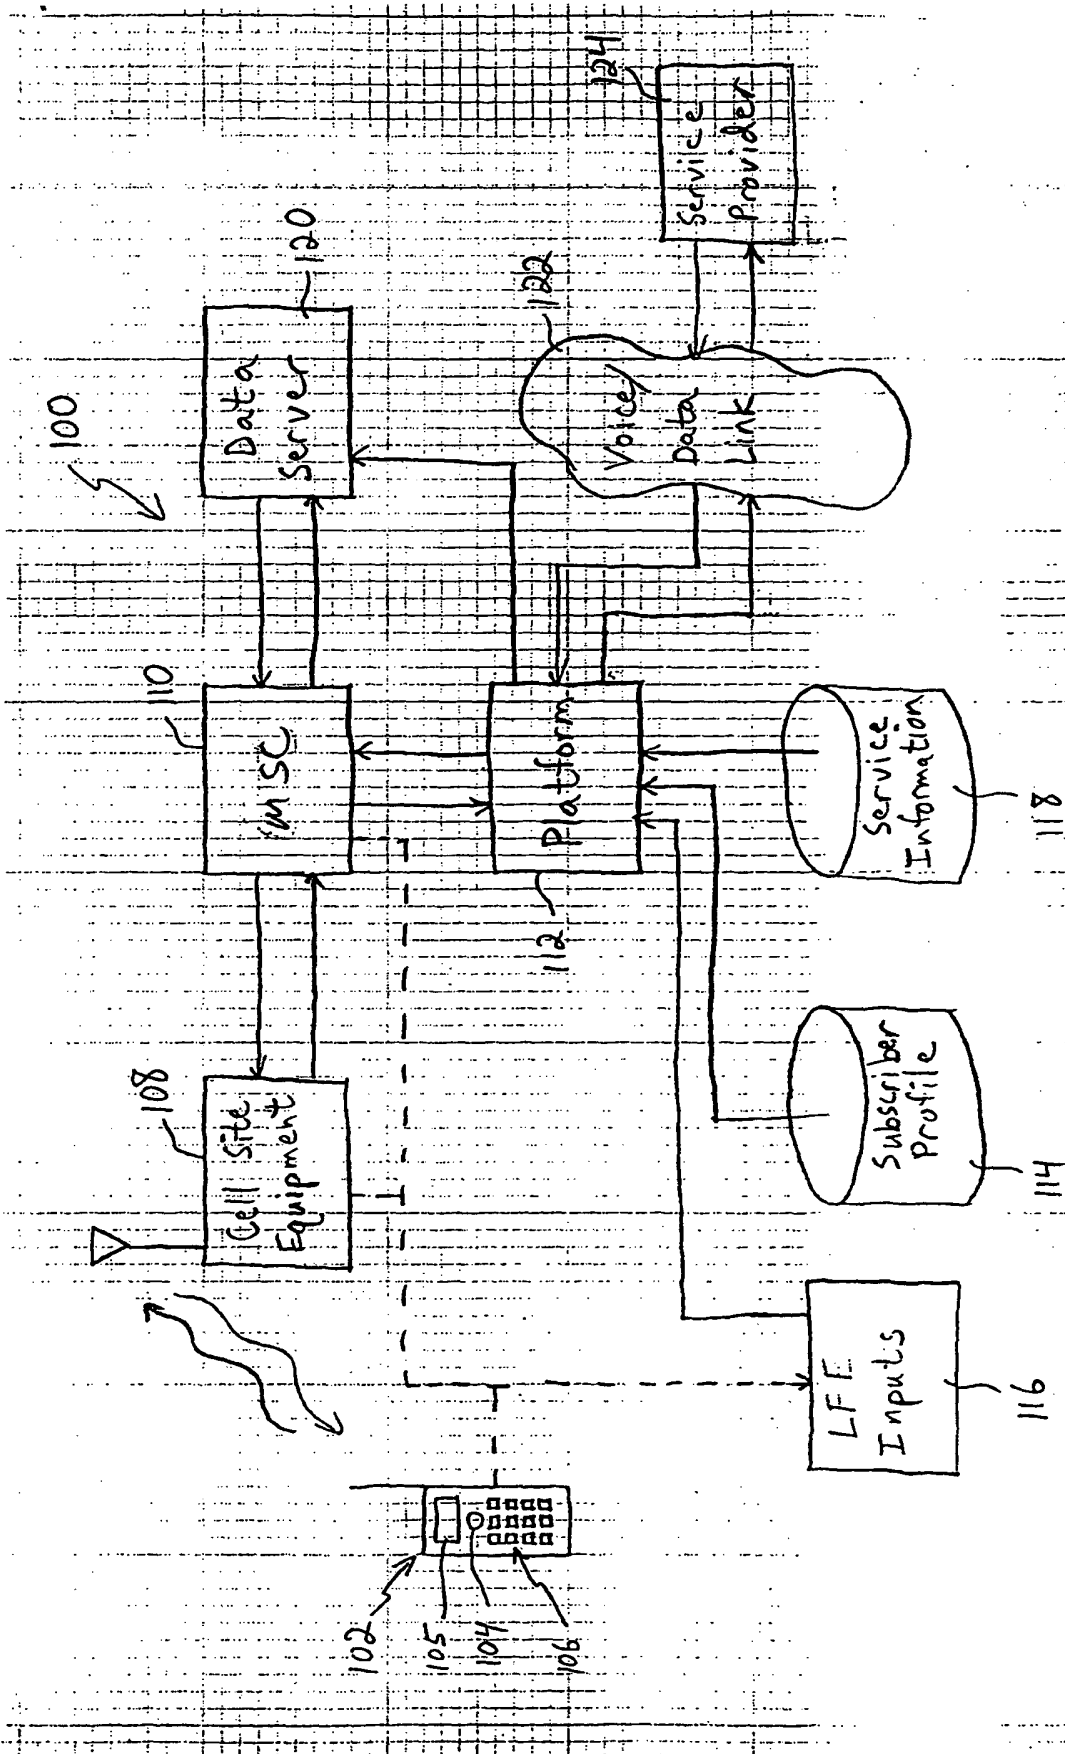 100
110
120
Data
Server
MSC
108
Cell Site
Equipment
102
105
104
106
112
Platform
122
Voice/
Data
Link
124
Service
Provider
LFE
Inputs
116
Subscriber
Profile
114
Service
Information
118